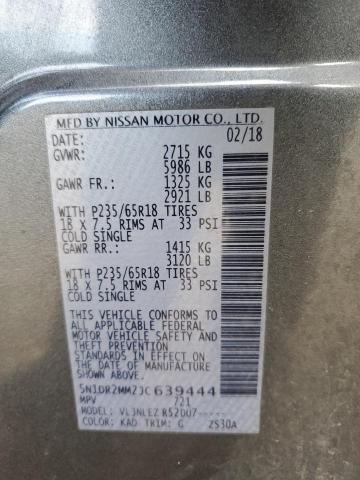 MFD BY NISSAN MOTOR CO., LTD.
DATE: 02/18
GVWR: 2715 KG
5986 LB
GAWR FR.: 1325 KG
2921 LB
WITH P235/65R18 TIRES
18 X 7.5 RIMS AT 33 PSI
COLD SINGLE
GAWR RR.: 1415 KG
3120 LB
WITH P235/65R18 TIRES
18 X 7.5 RIMS AT 33 PSI
COLD SINGLE
THIS VEHICLE CONFORMS TO
ALL APPLICABLE FEDERAL
MOTOR VEHICLE SAFETY
STANDARDS IN EFFECT ON
THE DATE OF MANUFACTURE
SHOWN ABOVE.
5N1DR2MM2JC639444
MPV 721
MODEL: VL3NLEZ R52DU7-----
COLOR: KAD TRIM: G ZS30A